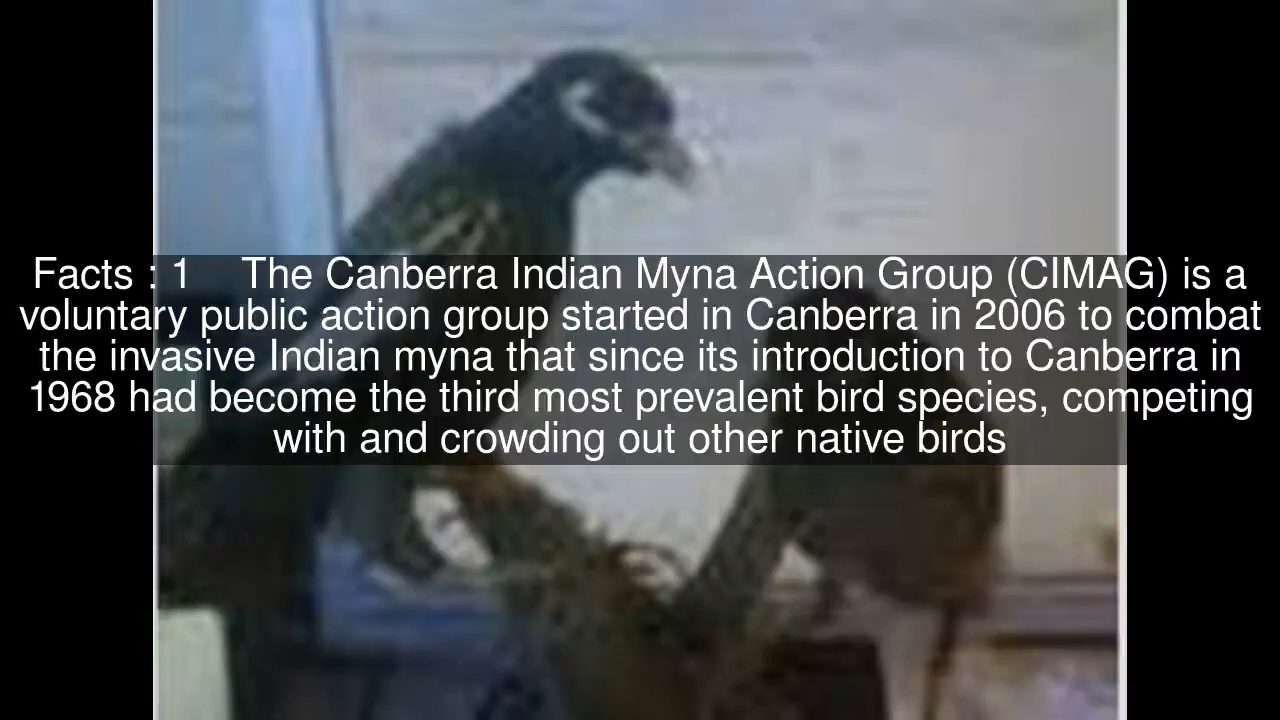 Facts : 1 The Canberra Indian Myna Action Group (CIMAG) is a
voluntary public action group started in Canberra in 2006 to combat
the invasive Indian myna that since its introduction to Canberra in
1968 had become the third most prevalent bird species, competing
with and crowding out other native birds